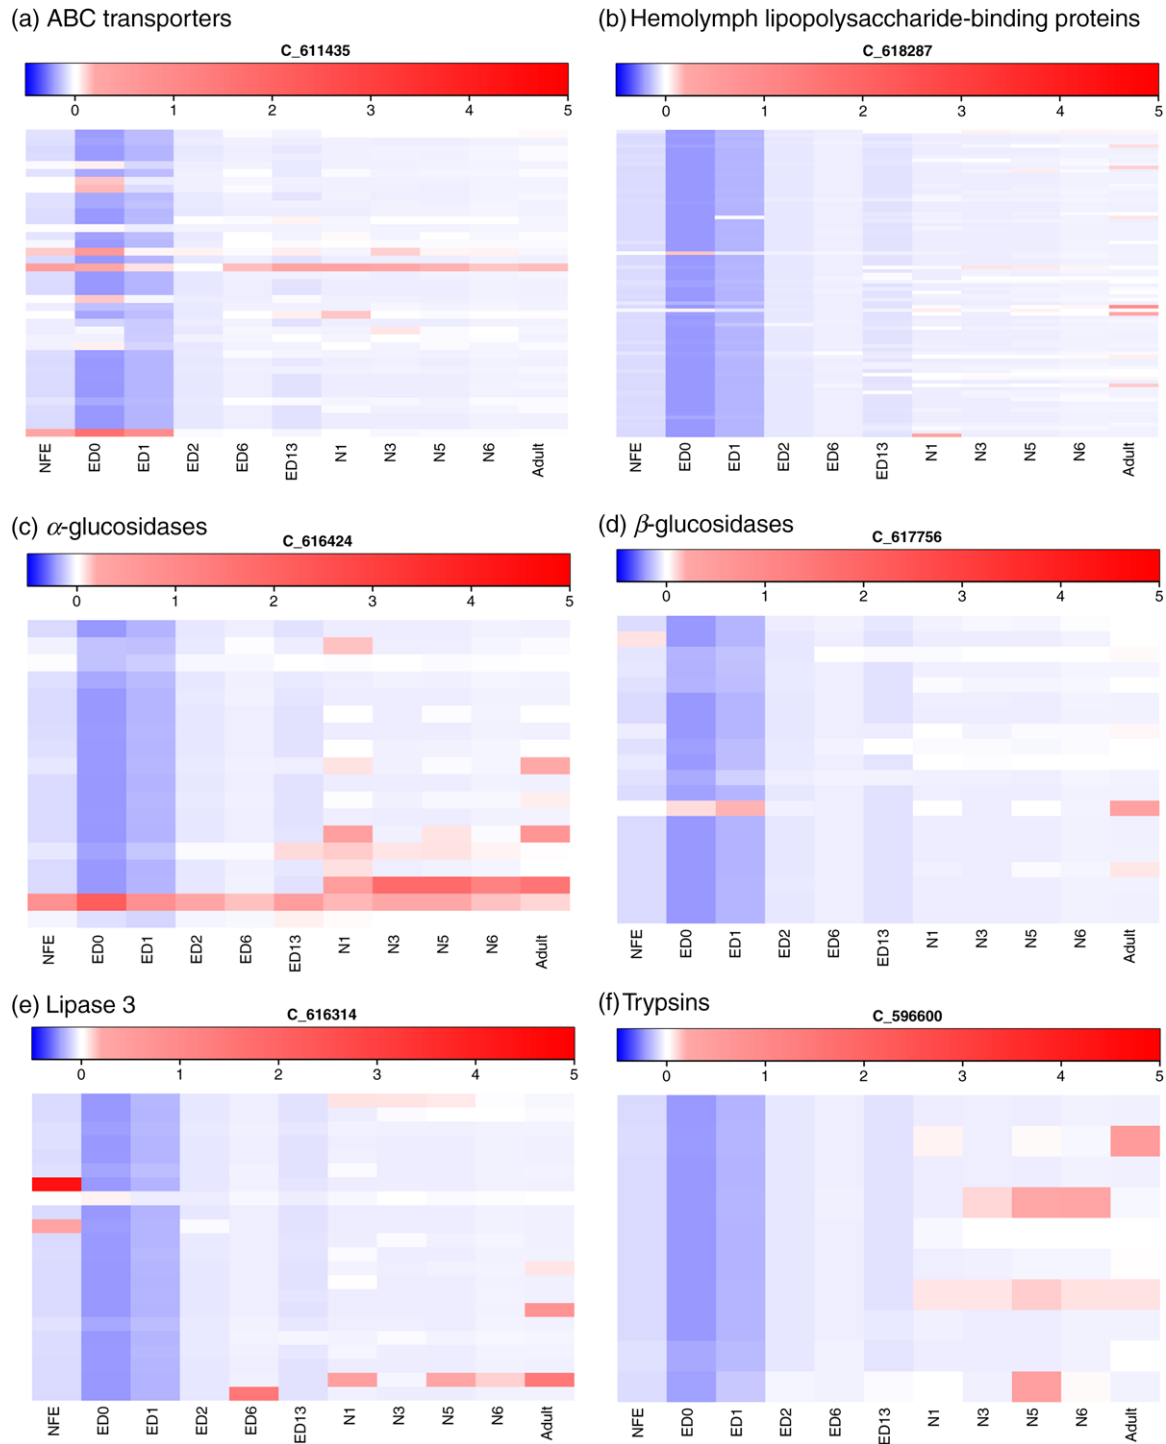 (a) ABC transporters
C_611435
0 1 2 3 4 5
NFE ED0 ED1 ED2 ED6 ED13 N1 N3 N5 N6 Adult
(b) Hemolymph lipopolysaccharide-binding proteins
C_618287
0 1 2 3 4 5
NFE ED0 ED1 ED2 ED6 ED13 N1 N3 N5 N6 Adult
(c) α-glucosidases
C_616424
0 1 2 3 4 5
NFE ED0 ED1 ED2 ED6 ED13 N1 N3 N5 N6 Adult
(d) β-glucosidases
C_617756
0 1 2 3 4 5
NFE ED0 ED1 ED2 ED6 ED13 N1 N3 N5 N6 Adult
(e) Lipase 3
C_616314
0 1 2 3 4 5
NFE ED0 ED1 ED2 ED6 ED13 N1 N3 N5 N6 Adult
(f) Trypsins
C_596600
0 1 2 3 4 5
NFE ED0 ED1 ED2 ED6 ED13 N1 N3 N5 N6 Adult